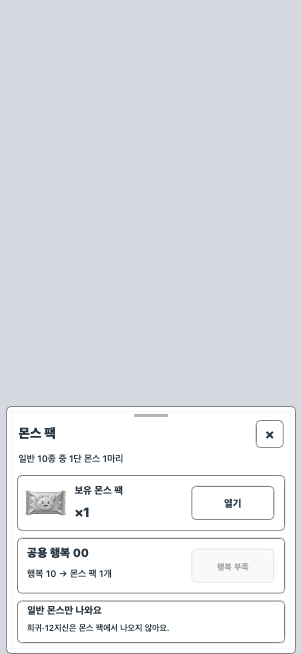 몬스 팩
×
일반 10종 중 1단 몬스 1마리
보유 몬스 팩
×1
열기
공용 행복 00
행복 10 → 몬스 팩 1개
행복 부족
일반 몬스만 나와요
희귀·12지신은 몬스 팩에서 나오지 않아요.